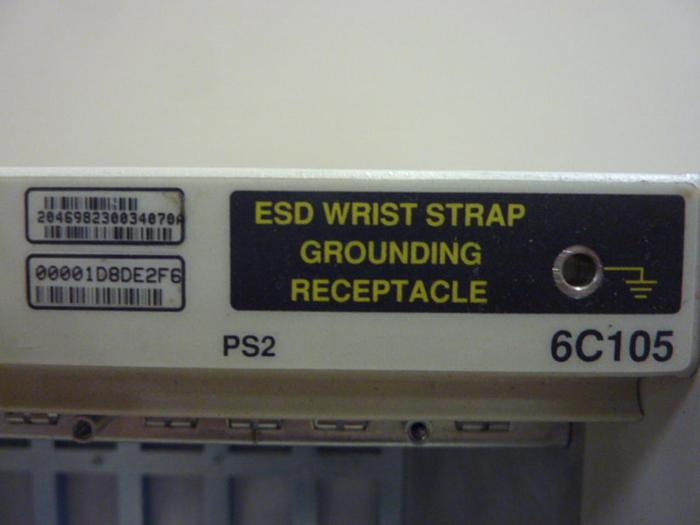 204698230034070A
00001D8DE2F6
ESD WRIST STRAP
GROUNDING
RECEPTACLE
PS2
6C105